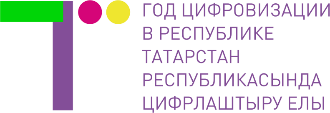 ГОД ЦИФРОВИЗАЦИИ
В РЕСПУБЛИКЕ
ТАТАРСТАН
РЕСПУБЛИКАСЫНДА
ЦИФРЛАШТЫРУ ЕЛЫ